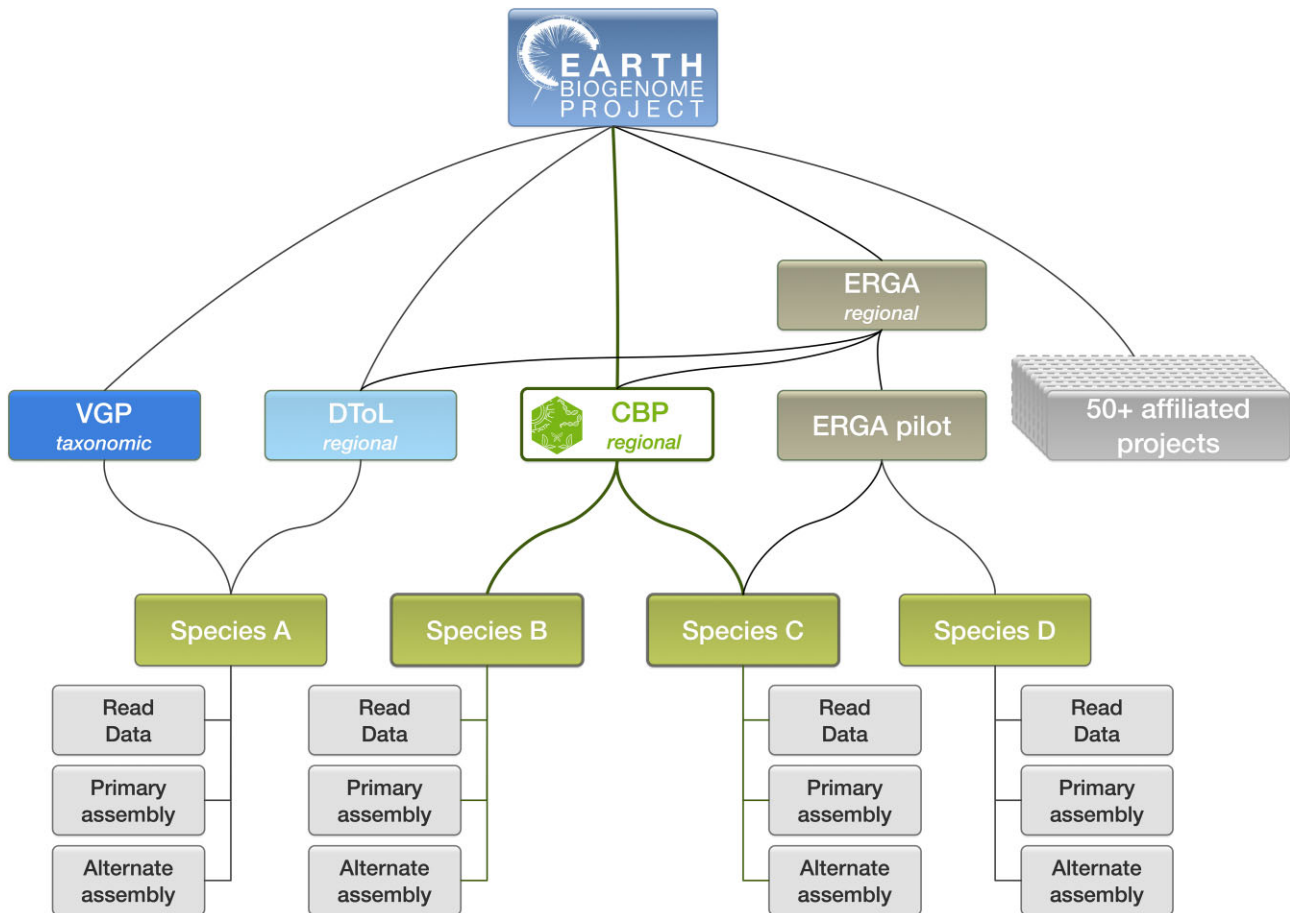 EARTH
BIOGENOME
PROJECT
ERGA
regional
VGP
taxonomic
DToL
regional
CBP
regional
ERGA pilot
50+ affiliated
projects
Species A
Species B
Species C
Species D
Read
Data
Read
Data
Read
Data
Read
Data
Primary
assembly
Primary
assembly
Primary
assembly
Primary
assembly
Alternate
assembly
Alternate
assembly
Alternate
assembly
Alternate
assembly